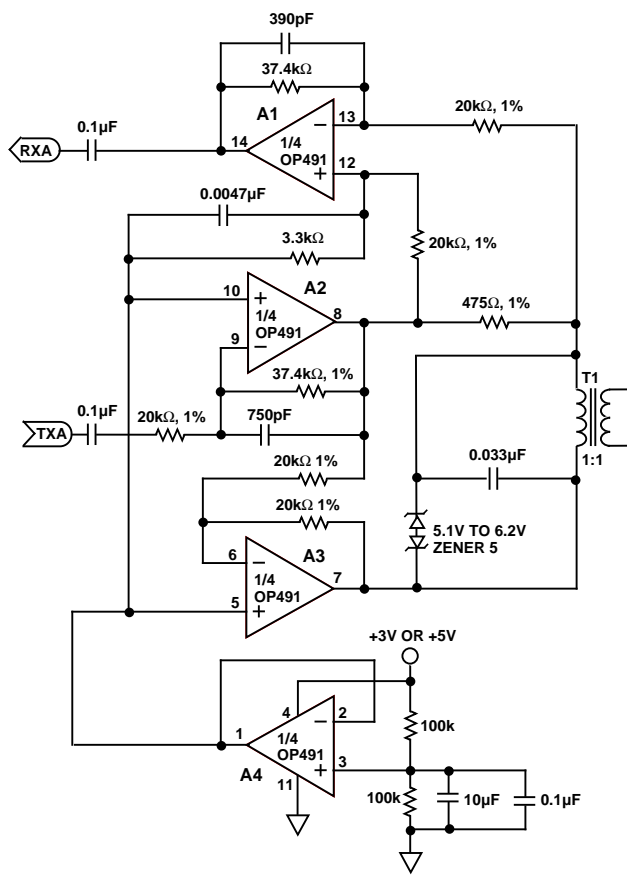 390pF
37.4kΩ
A1
13
20kΩ, 1%
0.1µF
RXA
14
1/4
OP491
12
0.0047µF
3.3kΩ
20kΩ, 1%
A2
10
8
475Ω, 1%
1/4
OP491
9
T1
37.4kΩ, 1%
0.1µF
20kΩ, 1%
750pF
TXA
1:1
0.033µF
20kΩ 1%
20kΩ 1%
5.1V TO 6.2V
ZENER 5
A3
6
7
1/4
OP491
5
+3V OR +5V
4
2
100k
1
1/4
OP491
3
A4
11
100k
10µF
0.1µF